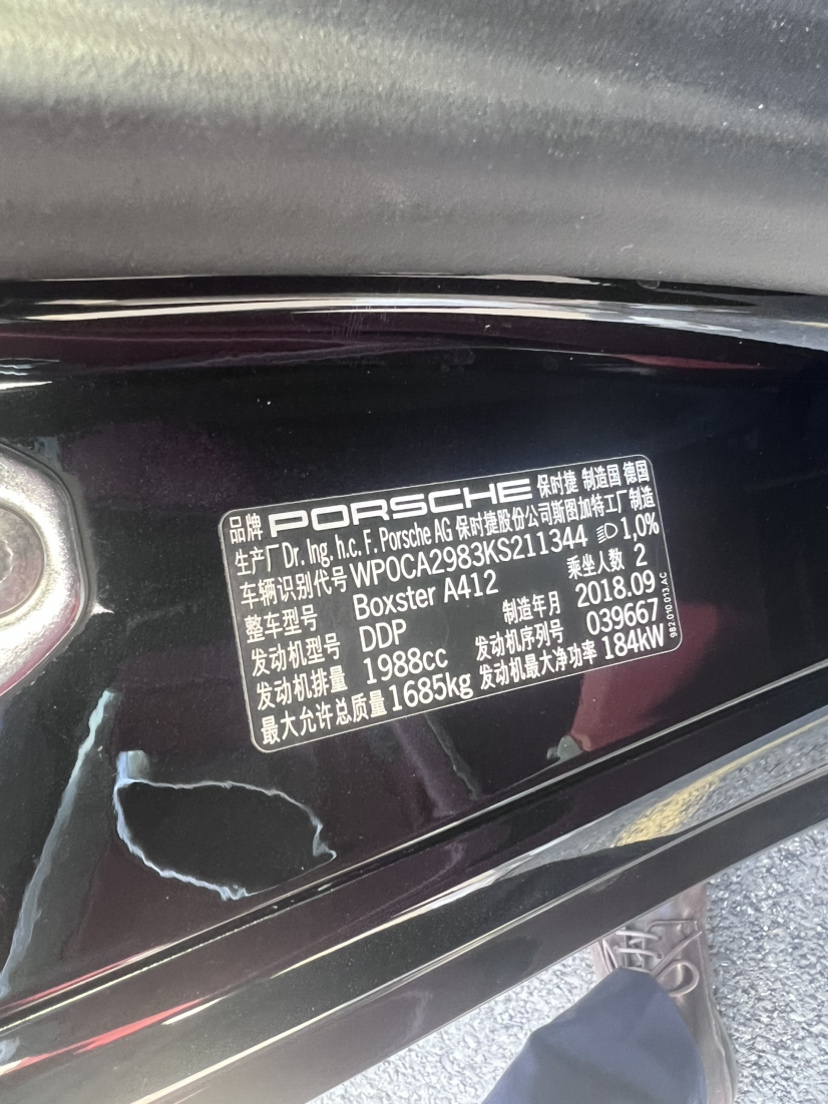 品牌 PORSCHE 保时捷 制造国 德国
生产厂 Dr. Ing. h.c. F. Porsche AG 保时捷股份公司斯图加特工厂制造
车辆识别代号 WP0CA2983KS211344 1,0%
整车型号 Boxster A412 乘坐人数 2
发动机型号 DDP 制造年月 2018.09
发动机排量 1988cc 发动机序列号 039667
最大允许总质量 1685kg 发动机最大净功率 184kW
982.010.013.AC